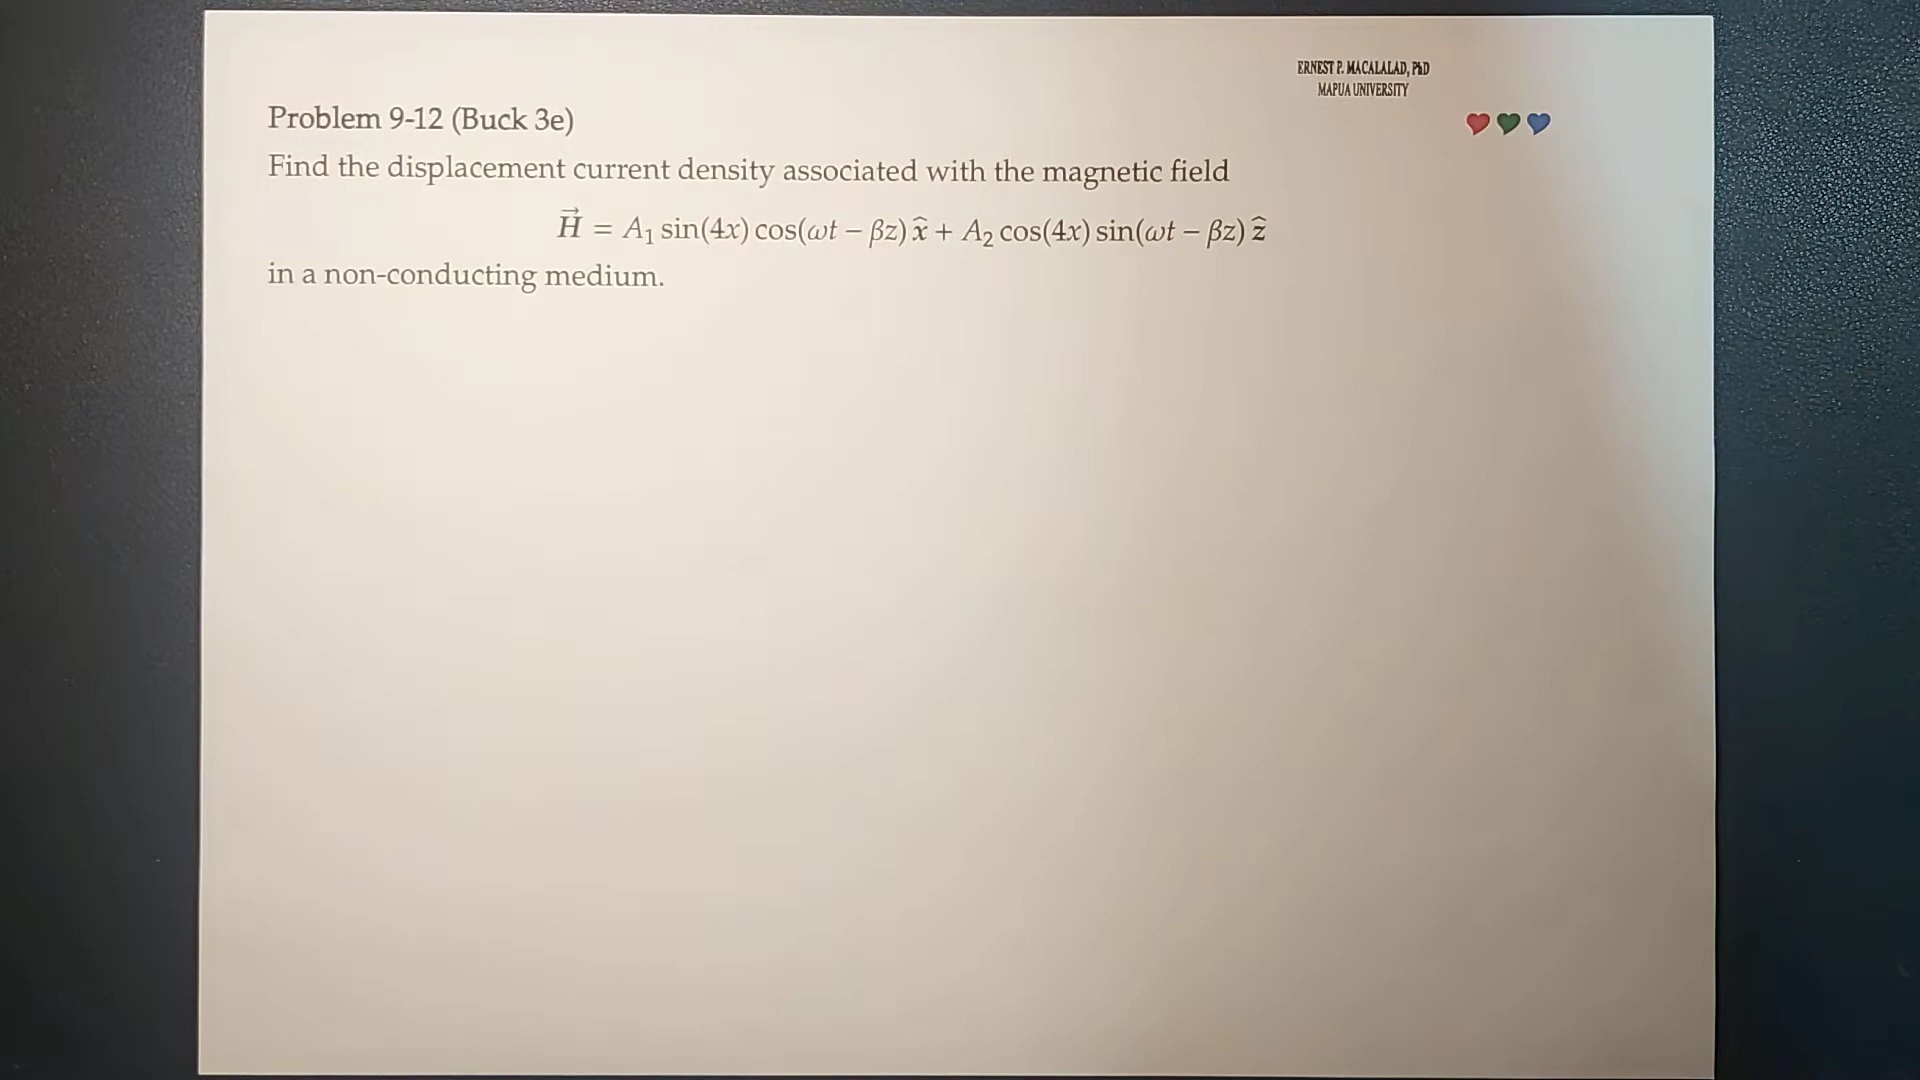 ERNEST P. MACALALAD, PhD
MAPUA UNIVERSITY
Problem 9-12 (Buck 3e)
Find the displacement current density associated with the magnetic field
H⃗ = A₁ sin(4x) cos(ωt − βz) x̂ + A₂ cos(4x) sin(ωt − βz) ẑ
in a non-conducting medium.